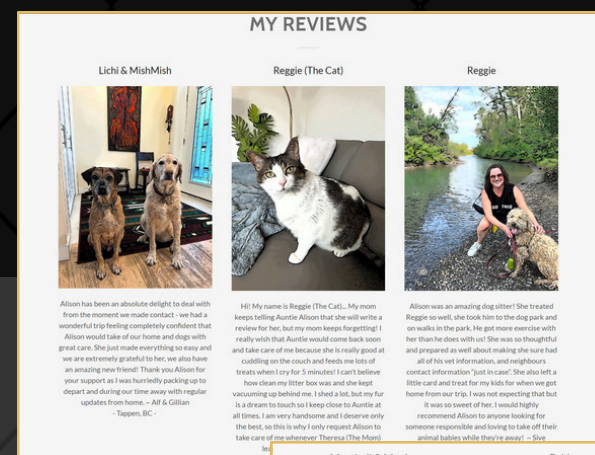 MY REVIEWS
Lichi & MishMish
Alison has been an absolute delight to deal with
from the moment we made contact - we had a
wonderful trip feeling completely confident that
Alison would take of our home and dogs with
great care. She just made everything so easy and
we are extremely grateful to her, we also have
an amazing new friend! Thank you Alison for
your support as I was hurriedly packing up to
depart and during our time away with regular
updates from home. ~ Alf & Gillian
- Tappen, BC -
Reggie (The Cat)
Hi! My name is Reggie (The Cat)... My mom
keeps telling Auntie Alison that she will write a
review for her, but my mom keeps forgetting! I
really wish that Auntie would come back soon
and take care of me because she is really good at
cuddling on the couch and feeds me lots of
treats when I cry for 5 minutes! I can't believe
how clean my litter box was and she kept
vacuuming up behind me. I shed a lot, but my fur
is a dream to touch so I keep close to Auntie at
all times. I am very handsome and I deserve only
the best, so this is why I only request Alison to
take care of me whenever Theresa (The Mom)
Reggie
Alison was an amazing dog sitter! She treated
Reggie so well, she took him to the dog park and
on walks in the park. He got more exercise with
her than he does with us! She was so thoughtful
and prepared as well about making she sure had
all of his vet information, and neighbours
contact information "just in case". She also left a
little card and treat for my kids for when we got
home from our trip. I was not expecting that but
it was so sweet of her. I would highly
recommend Alison to anyone looking for
someone responsible and loving to take off their
animal babies while they're away! ~ Sive